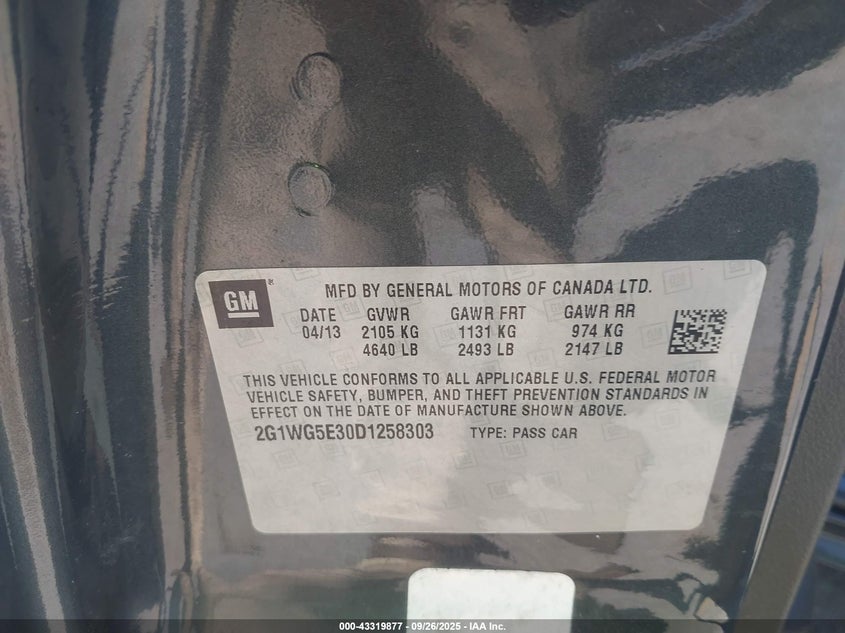 GM ®
MFD BY GENERAL MOTORS OF CANADA LTD.
DATE GVWR GAWR FRT GAWR RR
04/13 2105 KG 1131 KG 974 KG
4640 LB 2493 LB 2147 LB
THIS VEHICLE CONFORMS TO ALL APPLICABLE U.S. FEDERAL MOTOR
VEHICLE SAFETY, BUMPER, AND THEFT PREVENTION STANDARDS IN
EFFECT ON THE DATE OF MANUFACTURE SHOWN ABOVE.
2G1WG5E30D1258303 TYPE: PASS CAR
000-43319877 - 09/26/2025 - IAA Inc.